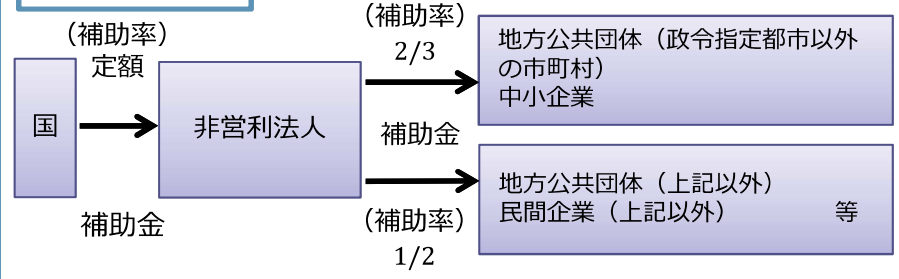 （補助率）
定額
国
補助金
非営利法人
（補助率）
2/3
補助金
（補助率）
1/2
地方公共団体（政令指定都市以外
の市町村）
中小企業
地方公共団体（上記以外）
民間企業（上記以外）　　　　等